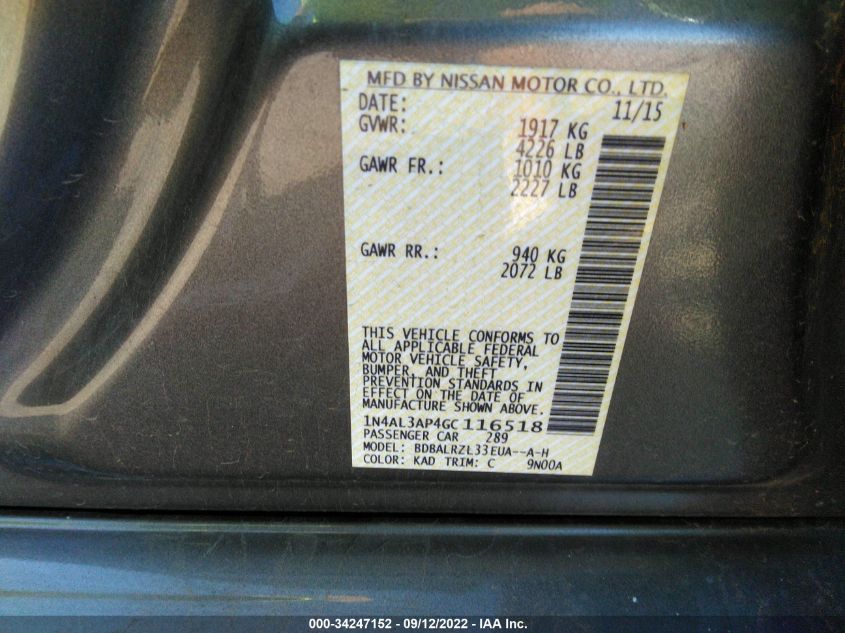 MFD BY NISSAN MOTOR CO., LTD.
DATE: 11/15
GVWR: 1917 KG
4226 LB
GAWR FR.: 1010 KG
2227 LB
GAWR RR.: 940 KG
2072 LB
THIS VEHICLE CONFORMS TO
ALL APPLICABLE FEDERAL
MOTOR VEHICLE SAFETY,
BUMPER, AND THEFT
PREVENTION STANDARDS IN
EFFECT ON THE DATE OF
MANUFACTURE SHOWN ABOVE.
1N4AL3AP4GC116518
PASSENGER CAR 289
MODEL: BDBALRZL33EUA--A-H
COLOR: KAD TRIM: C 9N00A
000-34247152 - 09/12/2022 - IAA Inc.